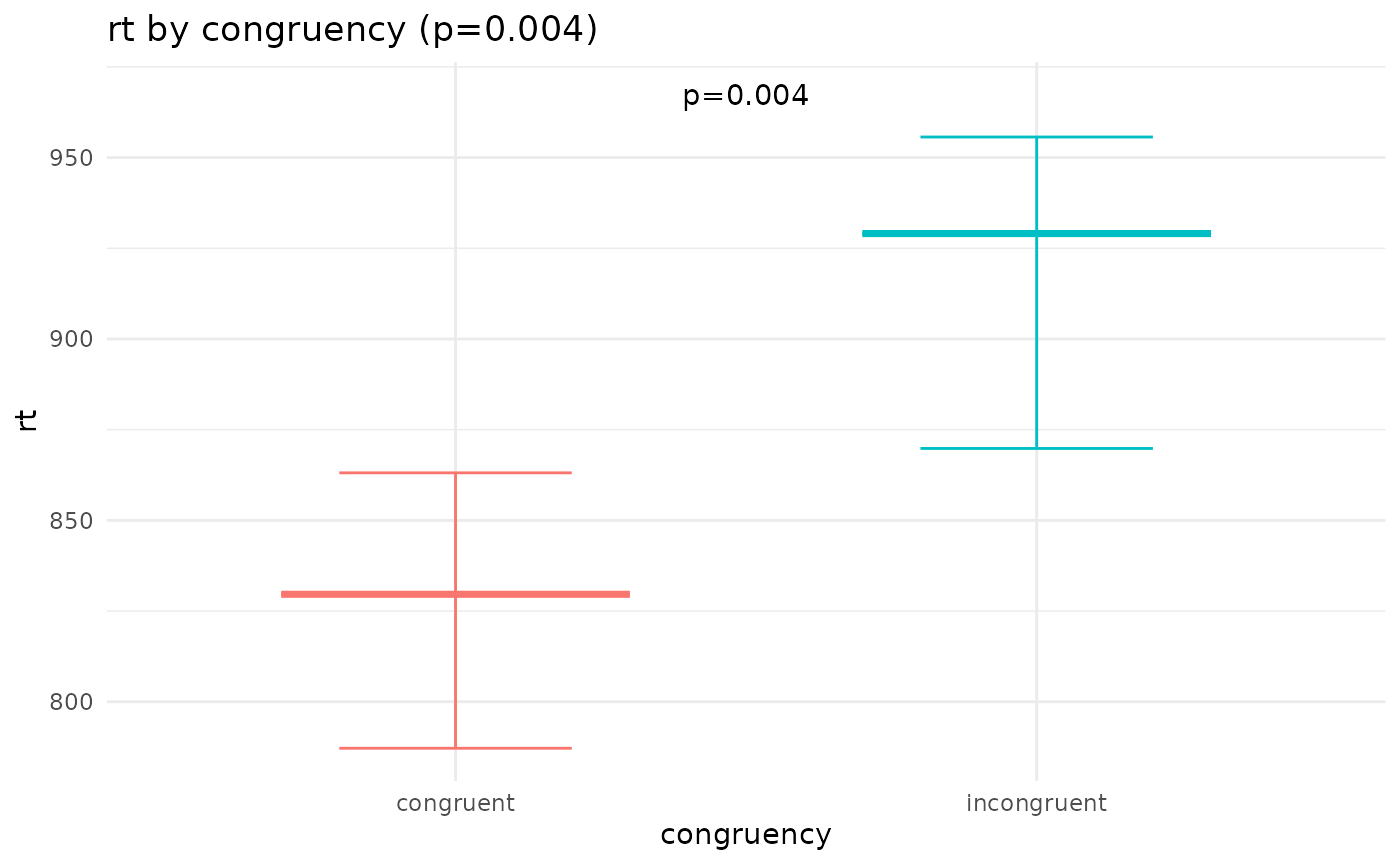 rt by congruency (p=0.004)
p=0.004
950
900
850
800
rt
congruent
incongruent
congruency